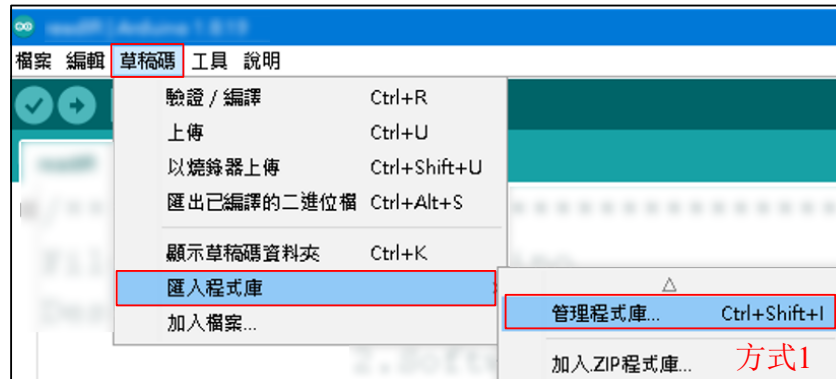 檔案 編輯 草稿碼 工具 說明
驗證 / 編譯 Ctrl+R
上傳 Ctrl+U
以燒錄器上傳 Ctrl+Shift+U
匯出已編譯的二進位檔 Ctrl+Alt+S
顯示草稿碼資料夾 Ctrl+K
匯入程式庫
加入檔案...
△
管理程式庫... Ctrl+Shift+I
加入.ZIP程式庫... 方式1